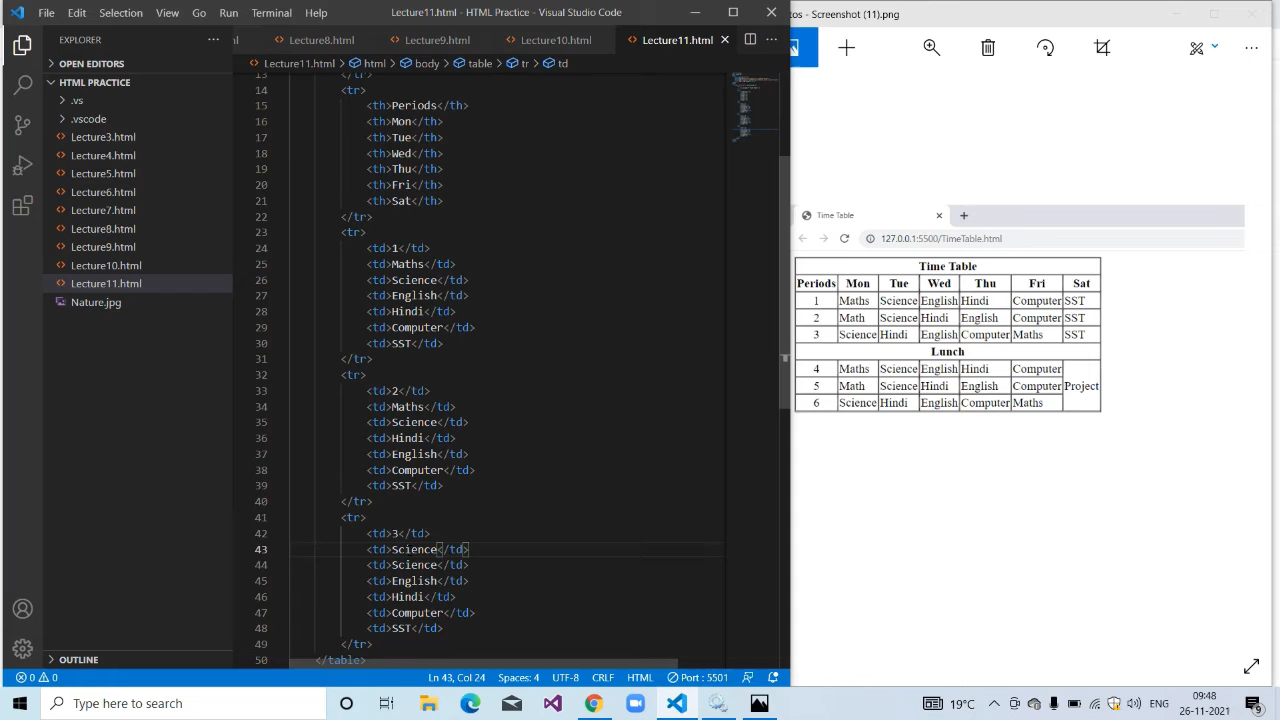 File Edit Selection View Go Run Terminal Help Lecture11.html - HTML Practice - Visual Studio Code
tos - Screenshot (11).png
EXPLORER
Lecture8.html Lecture9.html Lecture10.html Lecture11.html
OPEN EDITORS
Lecture11.html > html > body > table > tr > td
HTML PRACTICE
.vs
.vscode
Lecture3.html
Lecture4.html
Lecture5.html
Lecture6.html
Lecture7.html
Lecture8.html
Lecture9.html
Lecture10.html
Lecture11.html
Nature.jpg
OUTLINE
13 </tr>
14 <tr>
15 <th>Periods</th>
16 <th>Mon</th>
17 <th>Tue</th>
18 <th>Wed</th>
19 <th>Thu</th>
20 <th>Fri</th>
21 <th>Sat</th>
22 </tr>
23 <tr>
24 <td>1</td>
25 <td>Maths</td>
26 <td>Science</td>
27 <td>English</td>
28 <td>Hindi</td>
29 <td>Computer</td>
30 <td>SST</td>
31 </tr>
32 <tr>
33 <td>2</td>
34 <td>Maths</td>
35 <td>Science</td>
36 <td>Hindi</td>
37 <td>English</td>
38 <td>Computer</td>
39 <td>SST</td>
40 </tr>
41 <tr>
42 <td>3</td>
43 <td>Science</td>
44 <td>Science</td>
45 <td>English</td>
46 <td>Hindi</td>
47 <td>Computer</td>
48 <td>SST</td>
49 </tr>
50 </table>
Time Table
127.0.0.1:5500/TimeTable.html
Time Table
Periods Mon Tue Wed Thu Fri Sat
1 Maths Science English Hindi Computer SST
2 Math Science Hindi English Computer SST
3 Science Hindi English Computer Maths SST
Lunch
4 Maths Science English Hindi Computer
5 Math Science Hindi English Computer Project
6 Science Hindi English Computer Maths
0 0 Ln 43, Col 24 Spaces: 4 UTF-8 CRLF HTML Port : 5501
Type here to search
19°C
09:48
26-11-2021
9